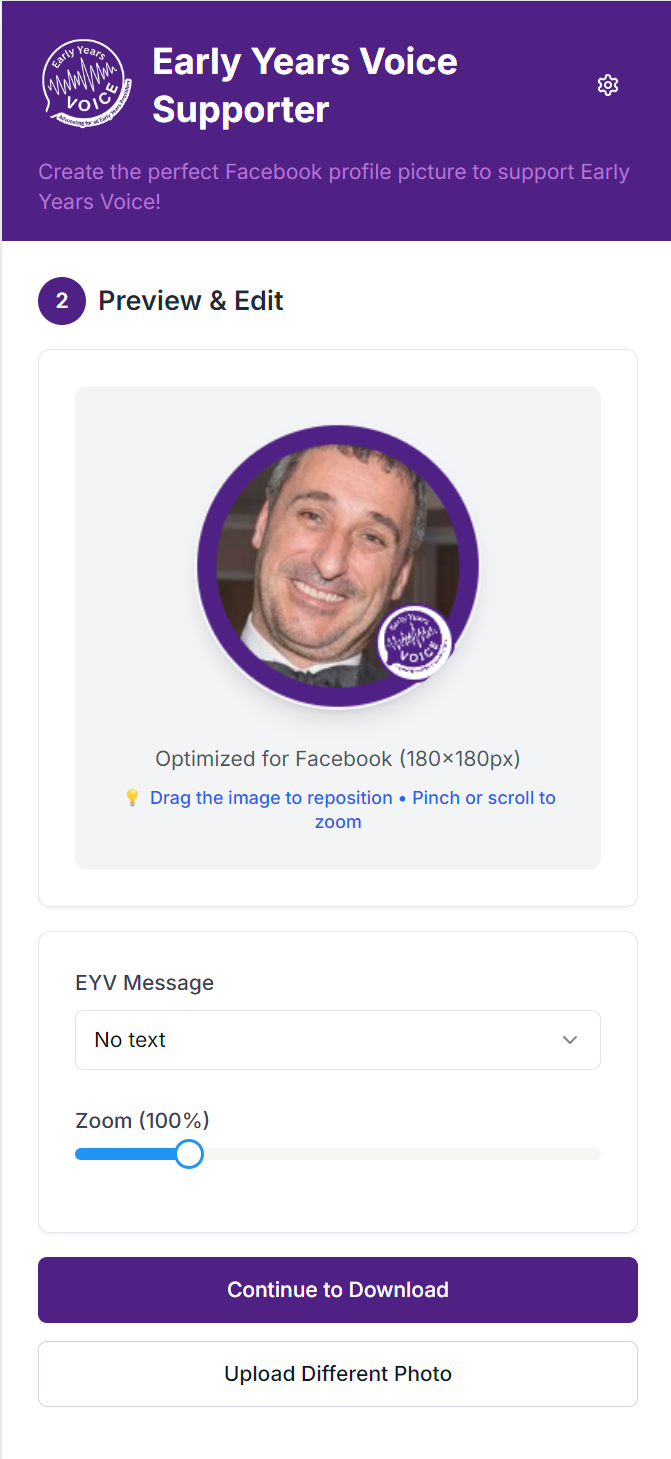 Early Years
VOICE
Advocating for all Early Years Providers
Early Years Voice
Supporter
Create the perfect Facebook profile picture to support Early
Years Voice!
2
Preview & Edit
Early Years
VOICE
Optimized for Facebook (180×180px)
💡 Drag the image to reposition • Pinch or scroll to
zoom
EYV Message
No text
Zoom (100%)
Continue to Download
Upload Different Photo